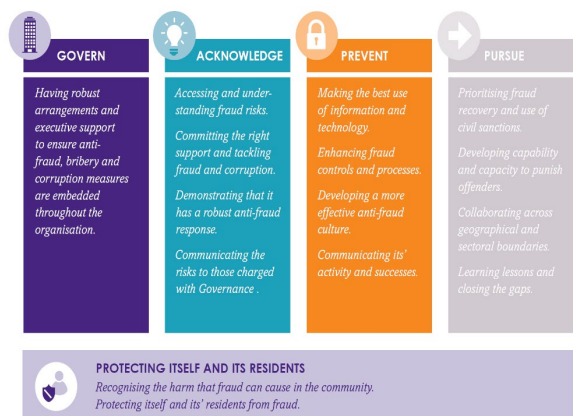 GOVERN
Having robust
arrangements and
executive support
to ensure anti-
fraud, bribery and
corruption measures
are embedded
throughout the
organisation.
ACKNOWLEDGE
Accessing and under-
standing fraud risks.
Committing the right
support and tackling
fraud and corruption.
Demonstrating that it
has a robust anti-fraud
response.
Communicating the
risks to those charged
with Governance .
PREVENT
Making the best use
of information and
technology.
Enhancing fraud
controls and processes.
Developing a more
effective anti-fraud
culture.
Communicating its'
activity and successes.
PURSUE
Prioritising fraud
recovery and use of
civil sanctions.
Developing capability
and capacity to punish
offenders.
Collaborating across
geographical and
sectoral boundaries.
Learning lessons and
closing the gaps.
PROTECTING ITSELF AND ITS RESIDENTS
Recognising the harm that fraud can cause in the community.
Protecting itself and its' residents from fraud.